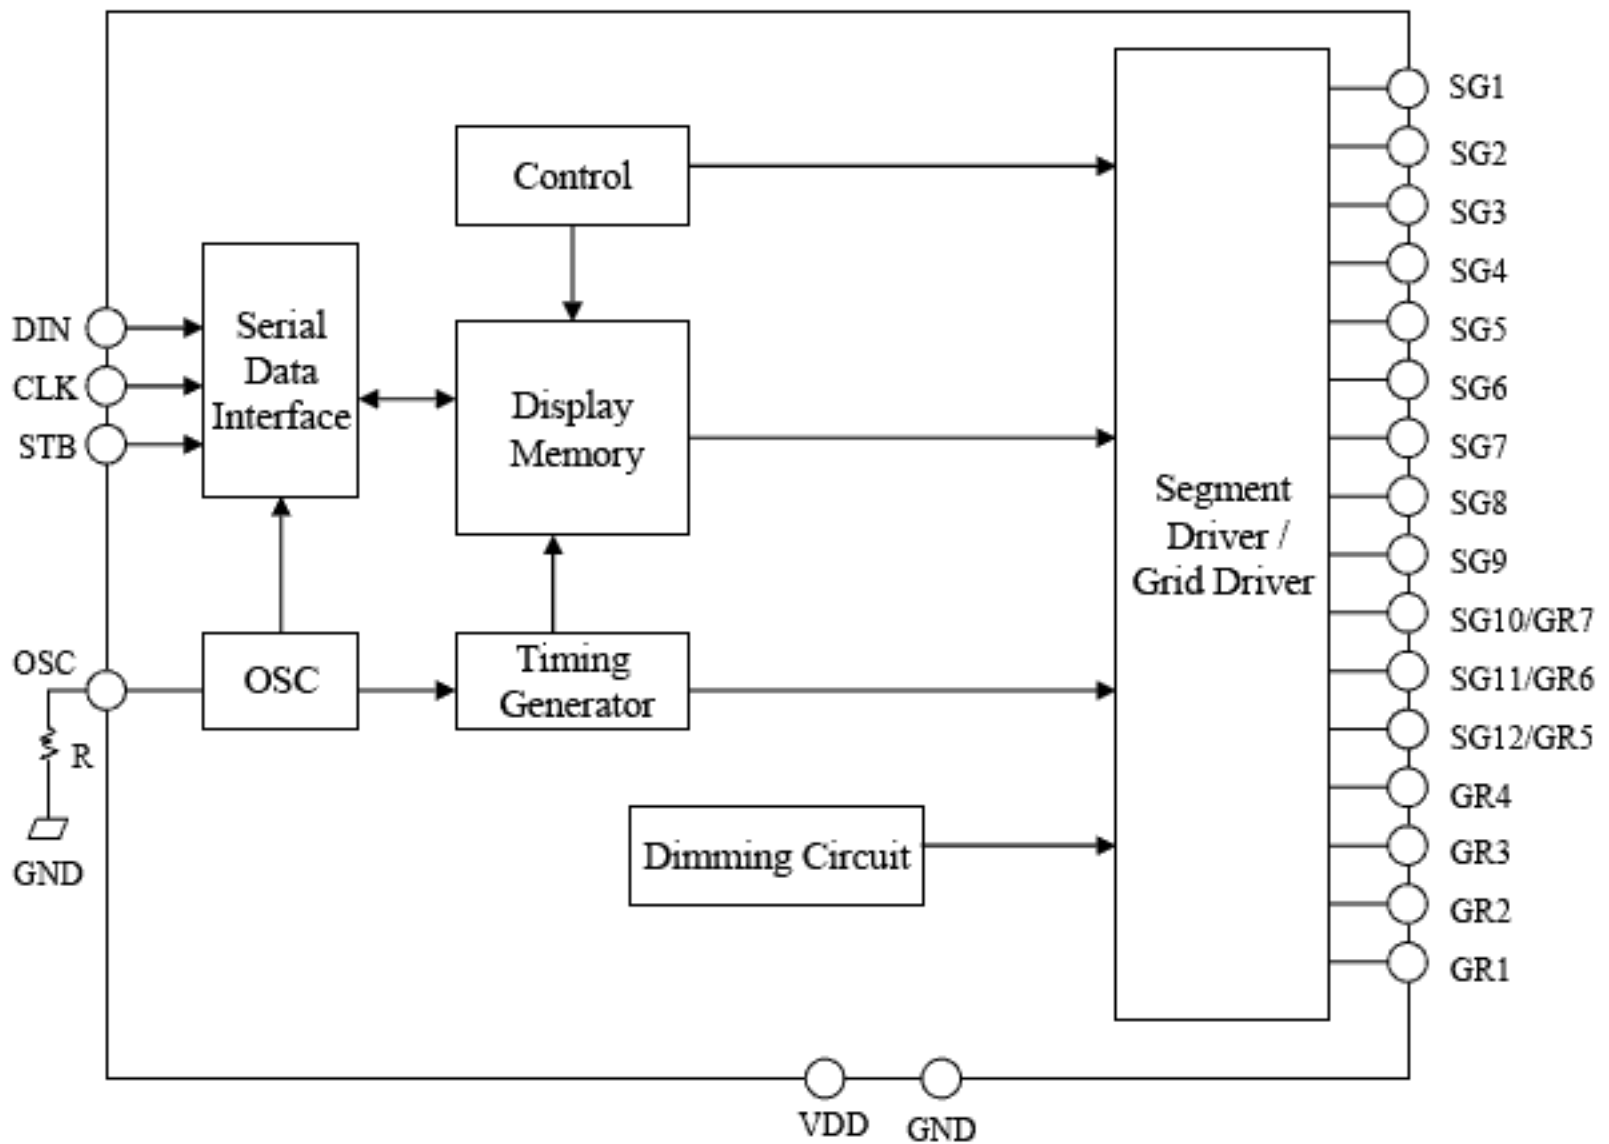 Control
Serial
Data
Interface
DIN
CLK
STB
Display
Memory
OSC
OSC
R
GND
Timing
Generator
Dimming Circuit
Segment
Driver /
Grid Driver
SG1
SG2
SG3
SG4
SG5
SG6
SG7
SG8
SG9
SG10/GR7
SG11/GR6
SG12/GR5
GR4
GR3
GR2
GR1
VDD
GND